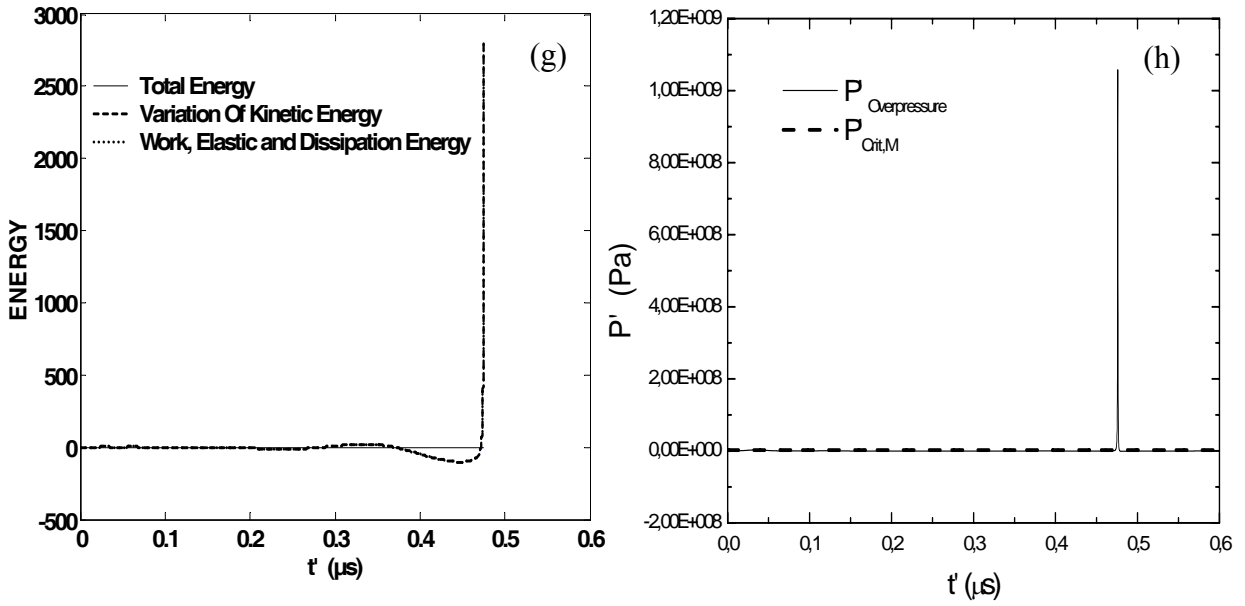 (g)
Total Energy
Variation Of Kinetic Energy
Work, Elastic and Dissipation Energy
ENERGY
3000
2500
2000
1500
1000
500
0
-500
0 0.1 0.2 0.3 0.4 0.5 0.6
t' (µs)
(h)
P' Overpressure
P' Crit,M
P' (Pa)
1,20E+009
1,00E+009
8,00E+008
6,00E+008
4,00E+008
2,00E+008
0,00E+000
-2,00E+008
0,0 0,1 0,2 0,3 0,4 0,5 0,6
t' (µs)